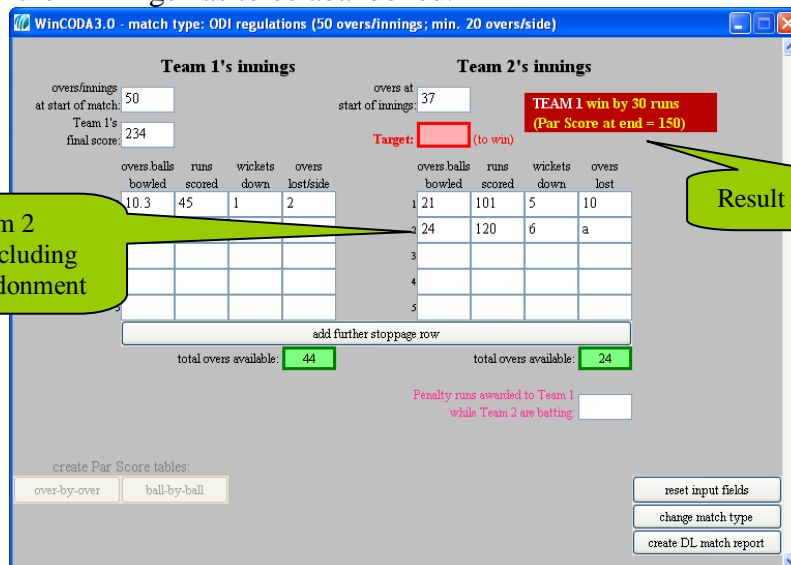 WinCODA3.0 - match type: ODI regulations (50 overs/innings; min. 20 overs/side)
Team 1's innings
Team 2's innings
overs/innings
at start of match: 50
Team 1's
final score: 234
overs at
start of innings: 37
Target: (to win)
TEAM 1 win by 30 runs
(Par Score at end = 150)
Result
overs.balls runs wickets overs
bowled scored down lost/side
10.3 45 1 2
overs.balls runs wickets overs
bowled scored down lost
1 21 101 5 10
24 120 6 a
3
4
5
2
cluding
donment
add further stoppage row
total overs available: 44
total overs available: 24
Penalty runs awarded to Team 1
while Team 2 are batting:
create Par Score tables:
over-by-over ball-by-ball
reset input fields
change match type
create DL match report